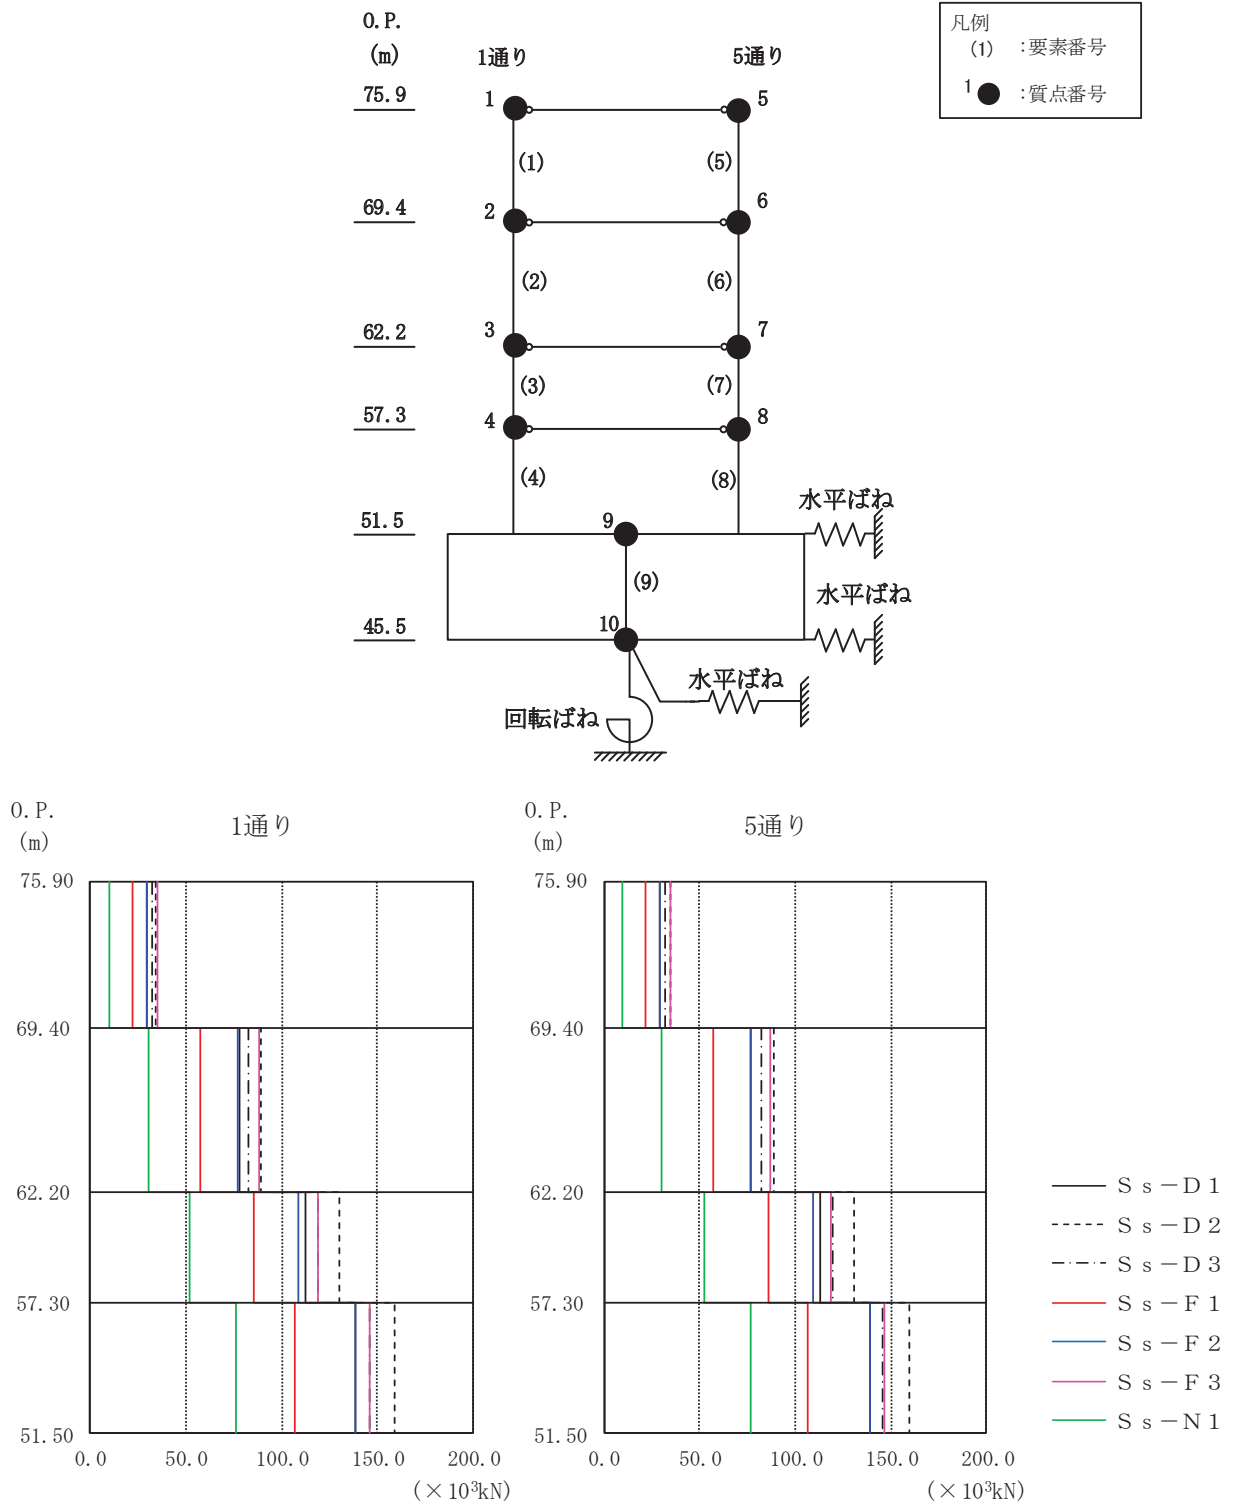 O.P.
(m)
1通り
5通り
凡例
(1) :要素番号
1 :質点番号
75.9
1
5
(1)
(5)
69.4
2
6
(2)
(6)
62.2
3
7
(3)
(7)
57.3
4
8
(4)
(8)
水平ばね
51.5
9
(9)
水平ばね
45.5
10
水平ばね
回転ばね
O.P.
(m)
1通り
75.90
69.40
62.20
57.30
51.50
0.0 50.0 100.0 150.0 200.0
(×10³kN)
O.P.
(m)
5通り
75.90
69.40
62.20
57.30
51.50
0.0 50.0 100.0 150.0 200.0
(×10³kN)
Ss-D1
Ss-D2
Ss-D3
Ss-F1
Ss-F2
Ss-F3
Ss-N1